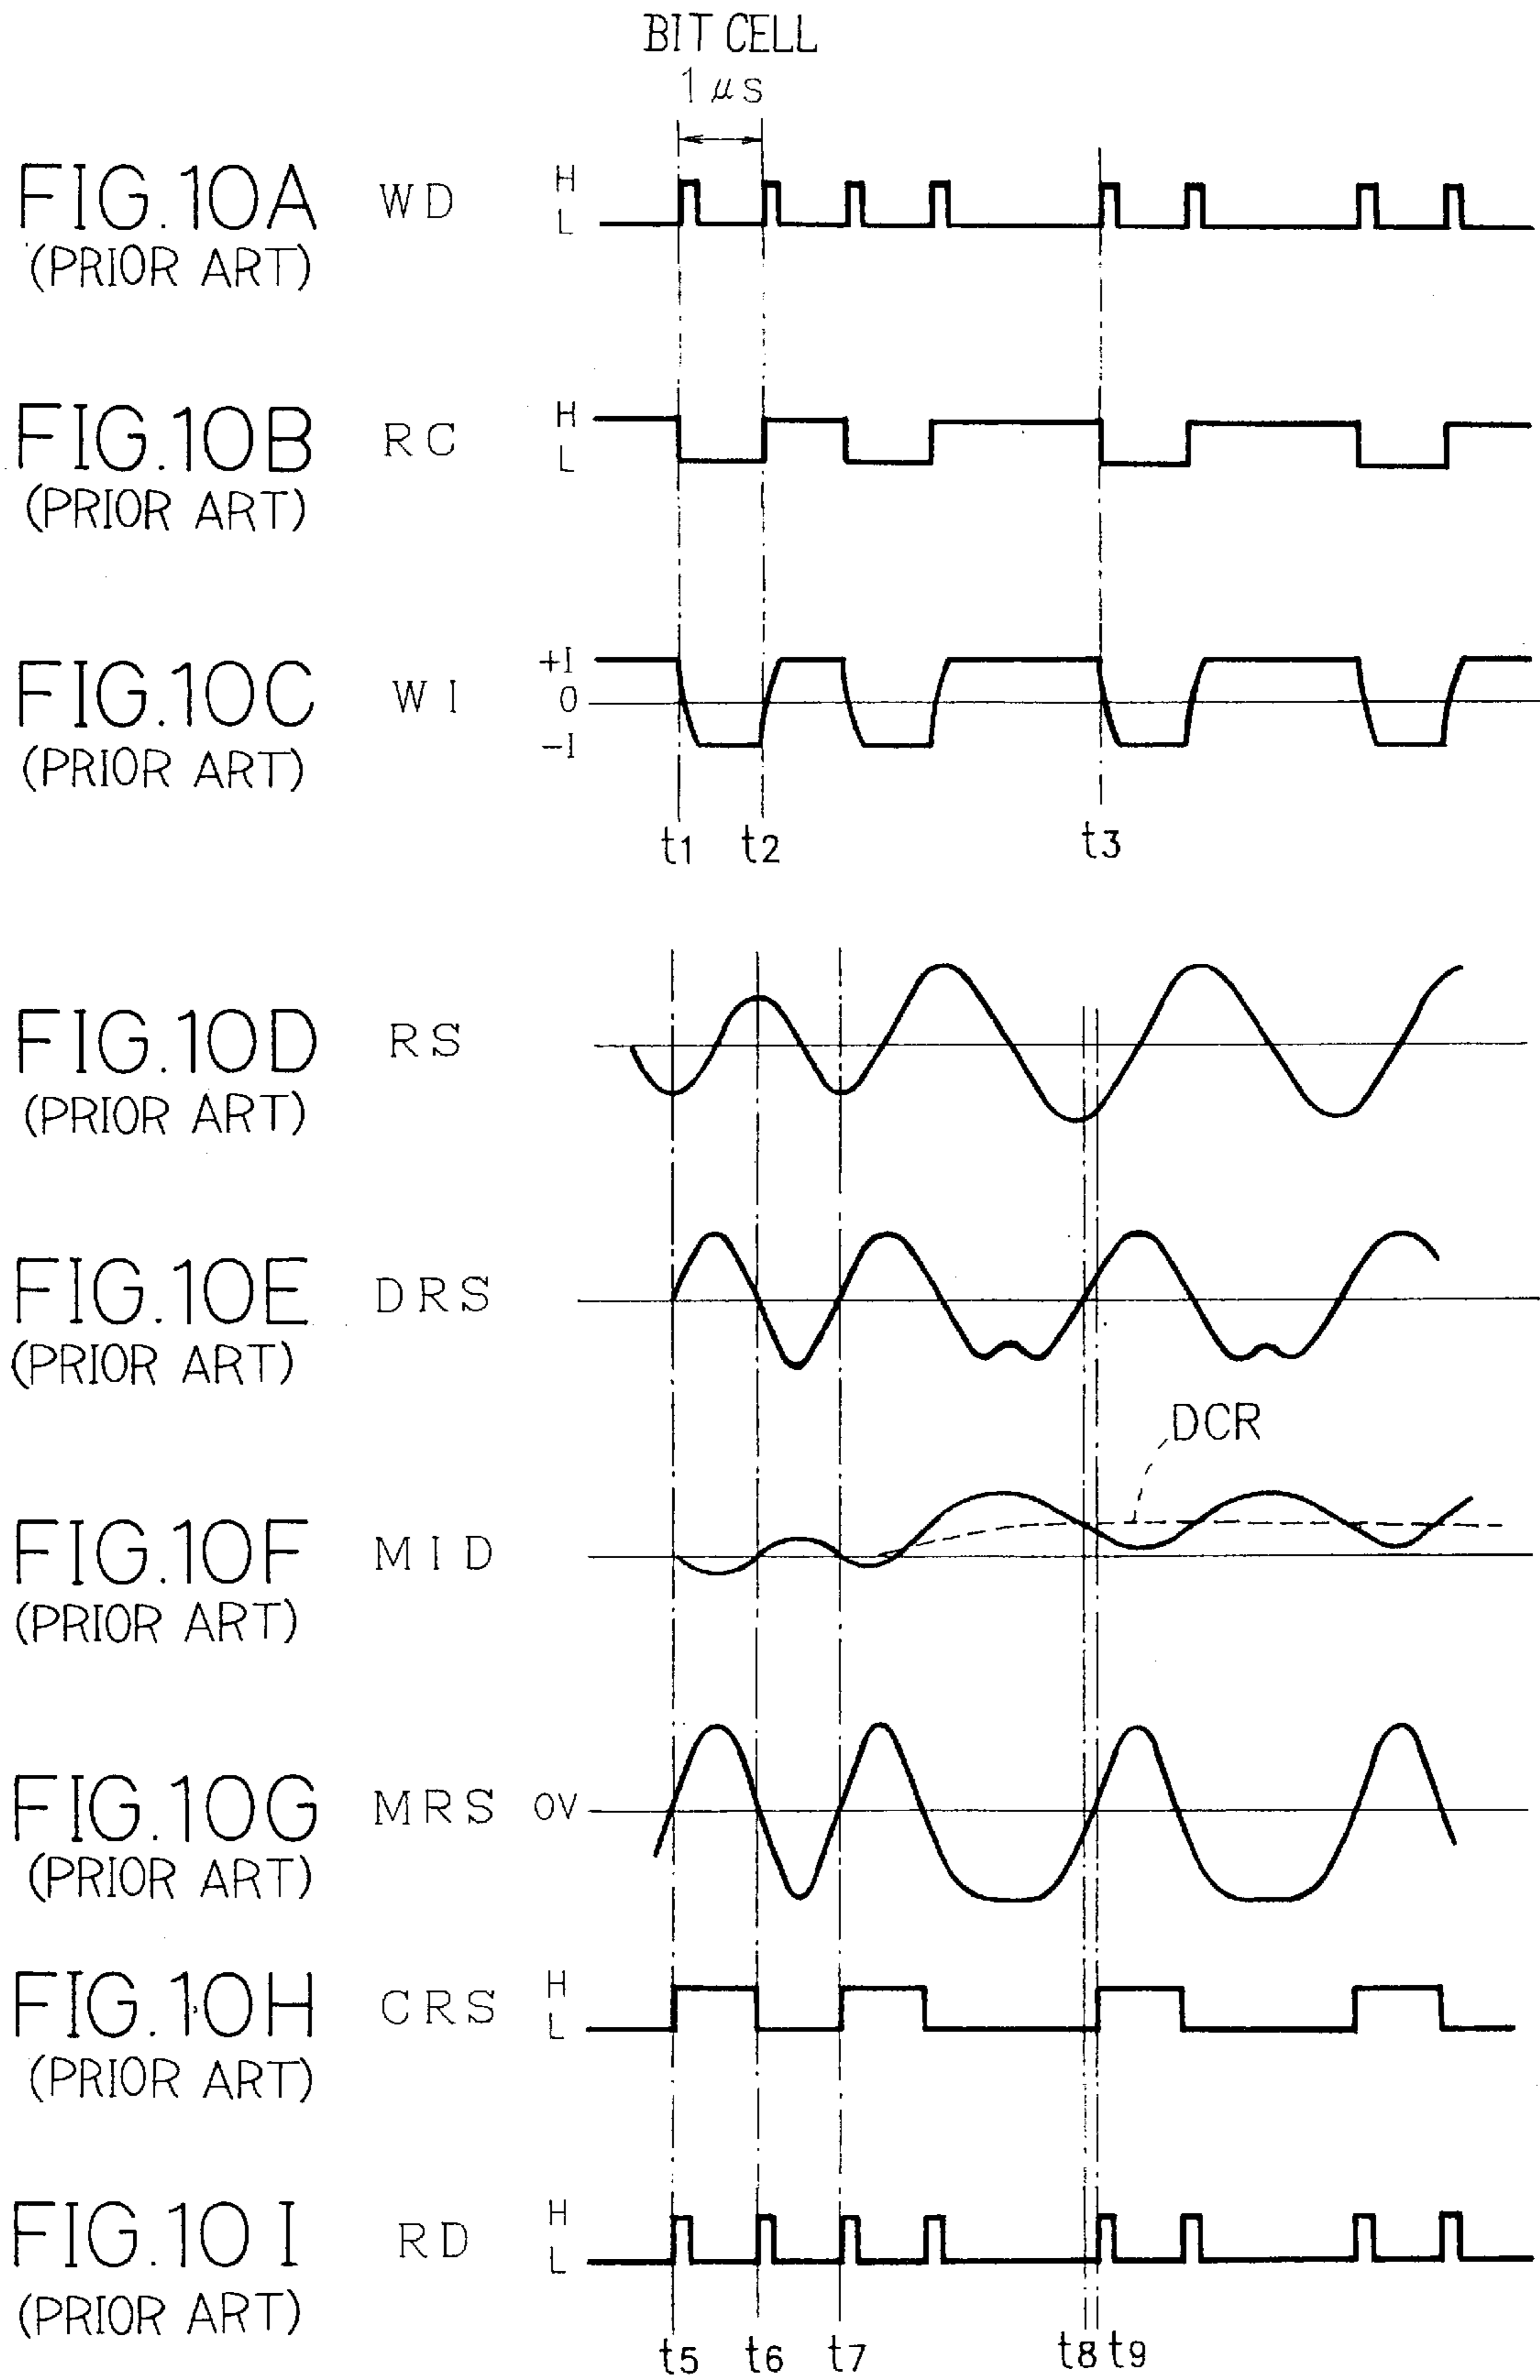 BIT CELL
1 μs
FIG.10A WD H
L
(PRIOR ART)
FIG.10B RC H
L
(PRIOR ART)
FIG.10C WI +I
0
-I
(PRIOR ART)
t1 t2 t3
FIG.10D RS
(PRIOR ART)
FIG.10E DRS
(PRIOR ART)
DCR
FIG.10F MID
(PRIOR ART)
FIG.10G MRS 0V
(PRIOR ART)
FIG.10H CRS H
L
(PRIOR ART)
FIG.10 I RD H
L
(PRIOR ART)
t5 t6 t7 t8 t9